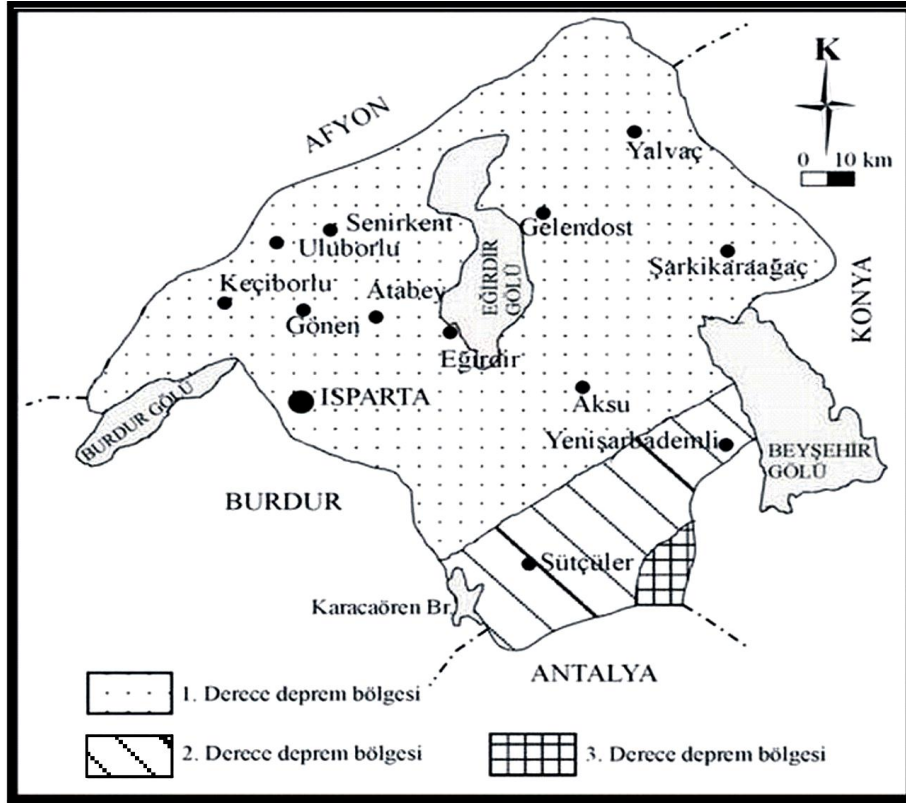 K
0 10 km
AFYON
Yalvaç
Senirkent
Uluborlu
Gelendost
Şarkikaraağaç
Keçiborlu
Atabey
Gönen
EĞİRDİR
GÖLÜ
KONYA
Eğirdir
ISPARTA
Aksu
BURDUR GÖLÜ
Yenişarbademli
BEYŞEHİR
GÖLÜ
BURDUR
Sütçüler
Karacaören Br.
ANTALYA
1. Derece deprem bölgesi
2. Derece deprem bölgesi
3. Derece deprem bölgesi